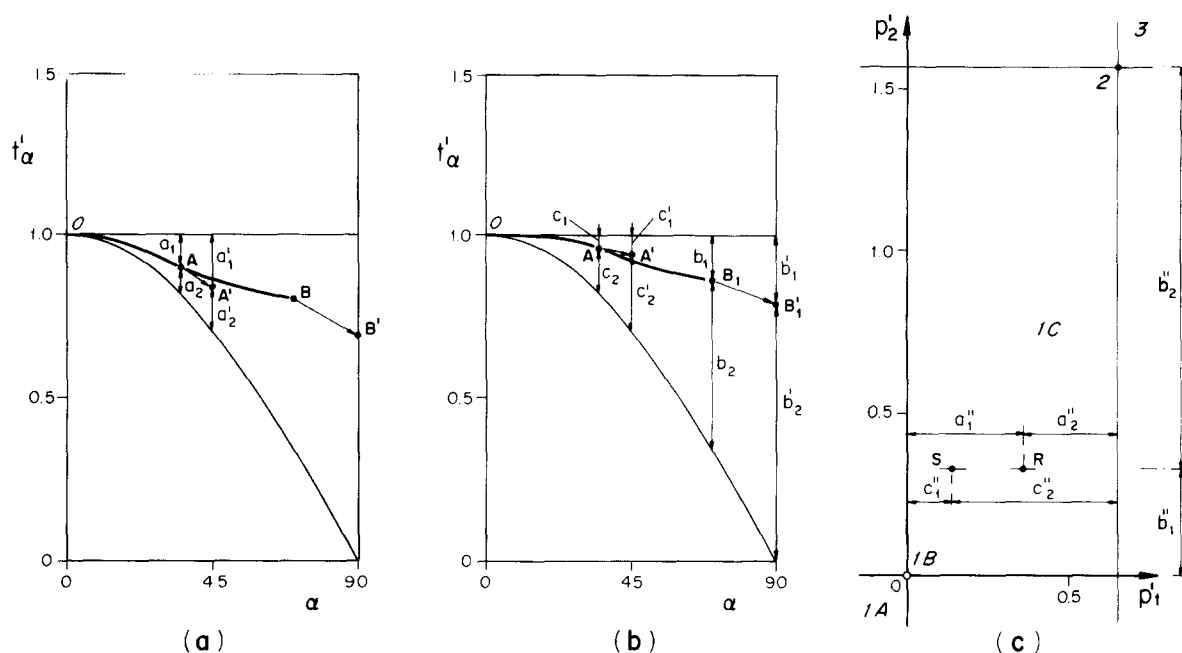 1.5
t'α
1.0
0.5
0
0
45
90
α
O
a₁
A
a₂
a'₁
A'
a'₂
B
B'
(a)
1.5
t'α
1.0
0.5
0
0
45
90
α
O
c₁
c'₁
A
A'
c₂
c'₂
b₁
B₁
b'₁
B'₁
b₂
b'₂
(b)
p'₂
3
2
1.5
1.0
b''₂
1C
0.5
a''₁
a''₂
S
R
c''₁
c''₂
b''₁
0
1B
1A
0.5
p'₁
(c)